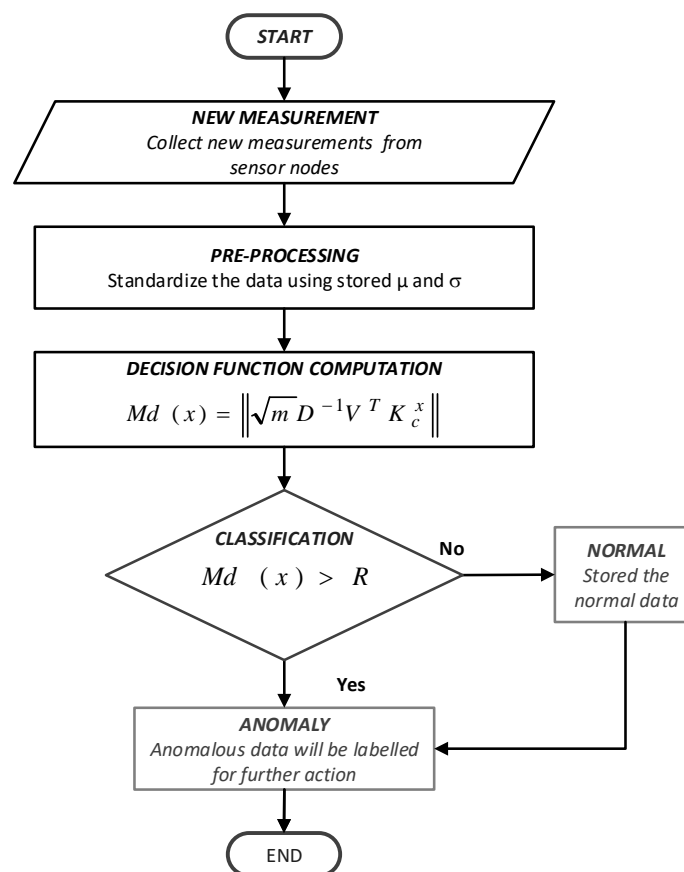 START
NEW MEASUREMENT
Collect new measurements from
sensor nodes
PRE-PROCESSING
Standardize the data using stored μ and σ
DECISION FUNCTION COMPUTATION
Md (x) = ‖√m D⁻¹ V ᵀ K_c^x‖
CLASSIFICATION
Md (x) > R
No
NORMAL
Stored the
normal data
Yes
ANOMALY
Anomalous data will be labelled
for further action
END